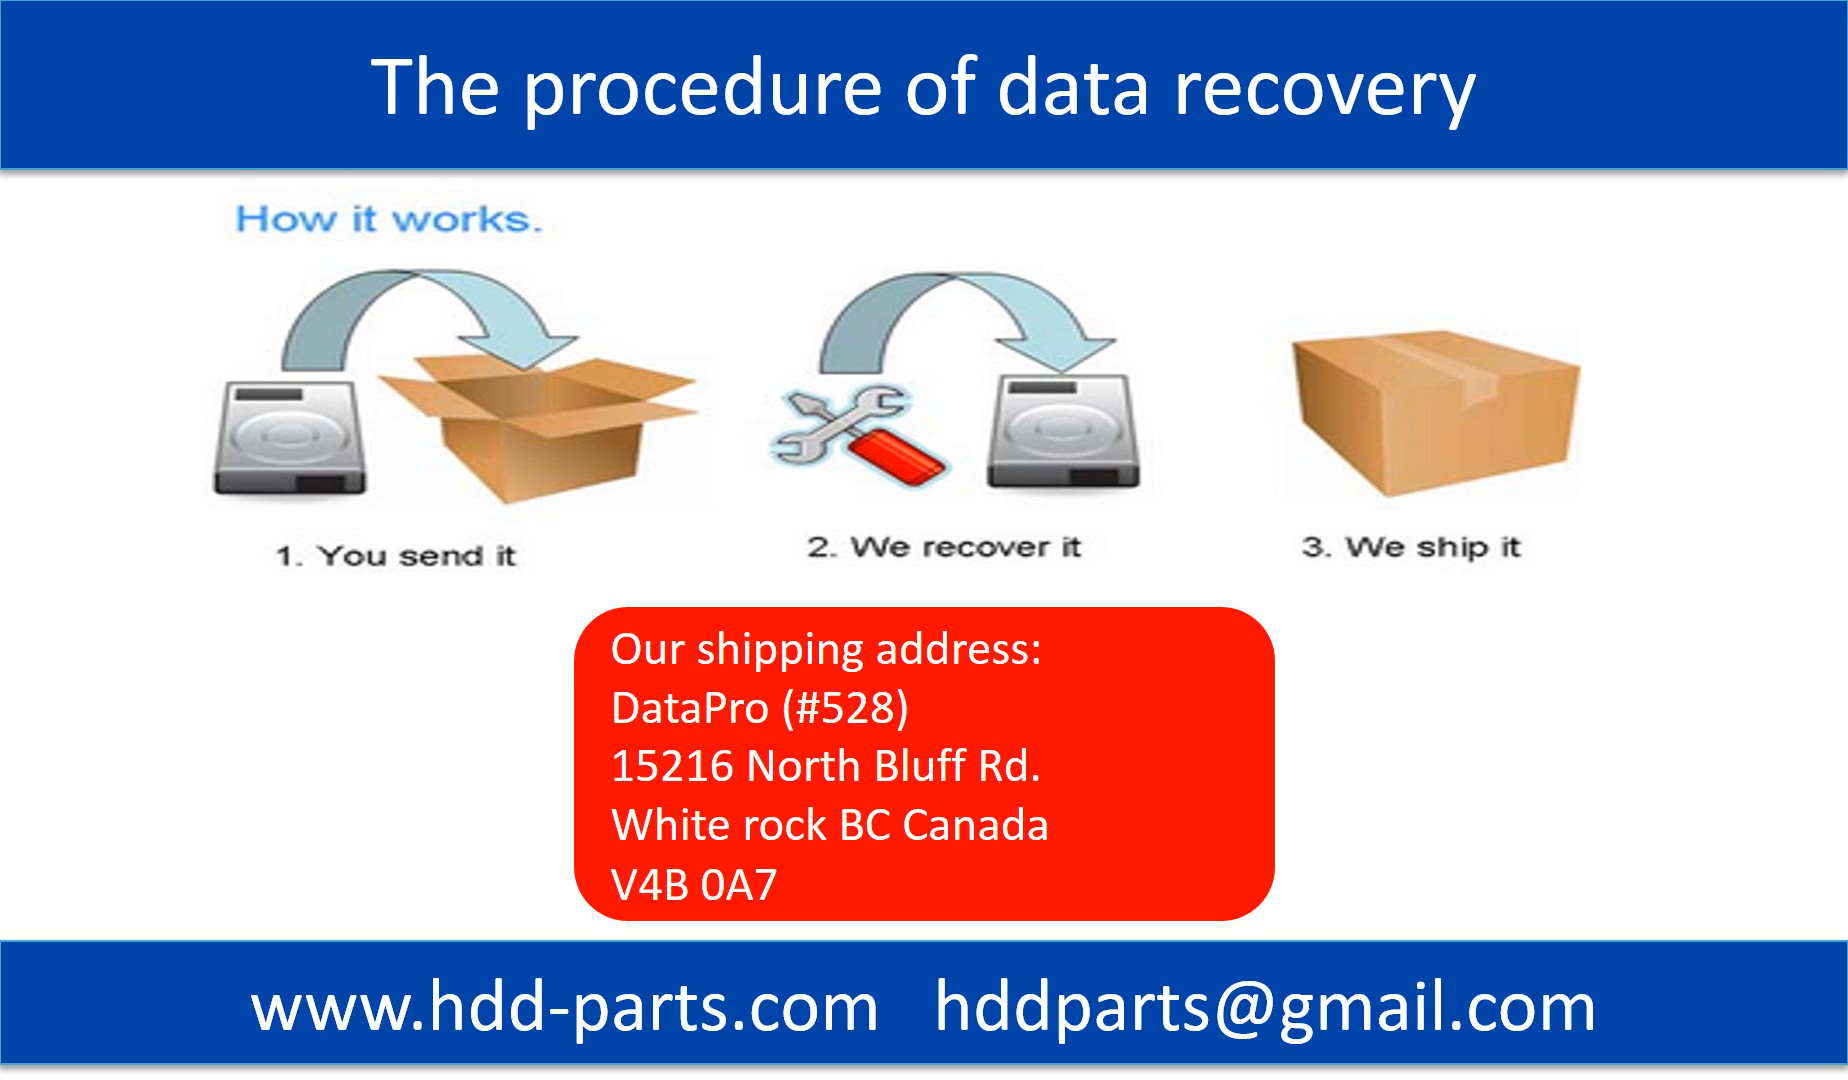 The procedure of data recovery
How it works.
1. You send it
2. We recover it
3. We ship it
Our shipping address:
DataPro (#528)
15216 North Bluff Rd.
White rock BC Canada
V4B 0A7
www.hdd-parts.com hddparts@gmail.com